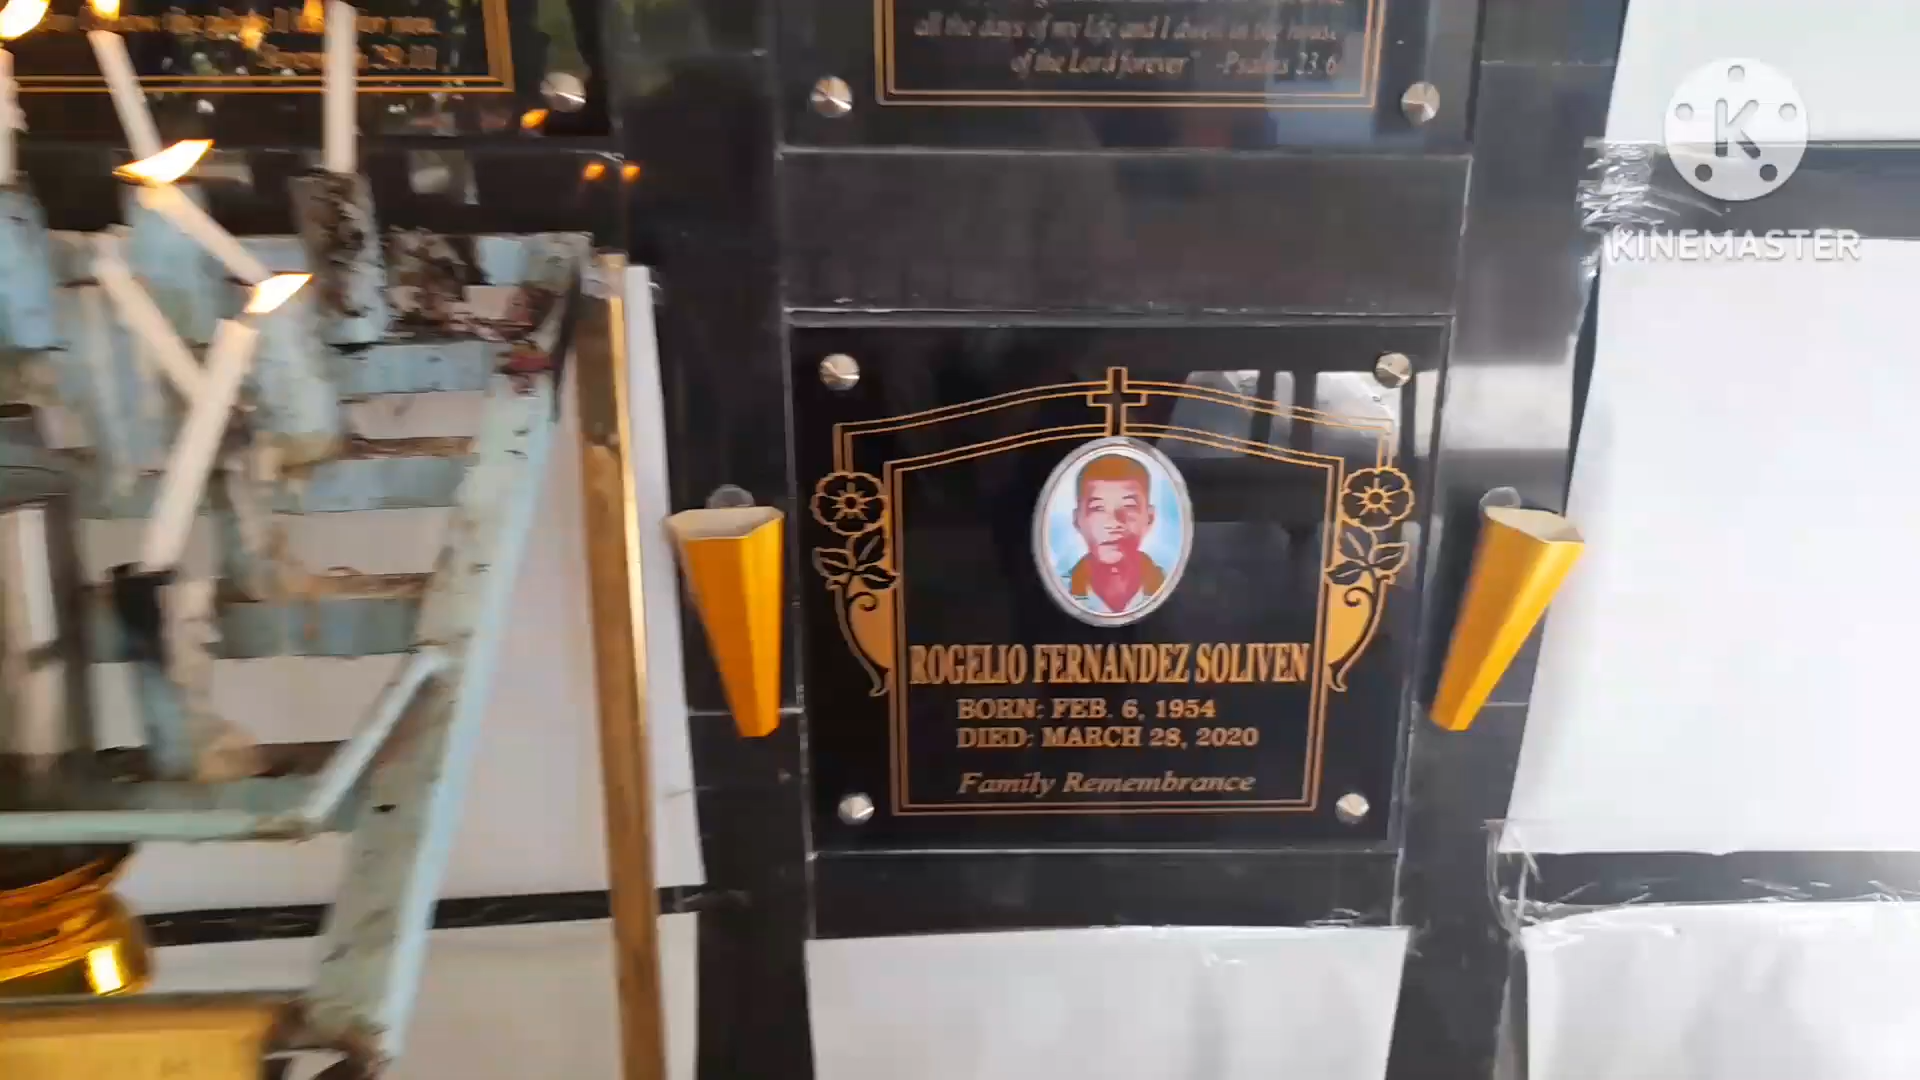 all the days of my life and I dwell in the house
of the Lord forever" -Psalms 23:6
KINEMASTER
ROGELIO FERNANDEZ SOLIVEN
BORN: FEB. 6, 1954
DIED: MARCH 28, 2020
Family Remembrance